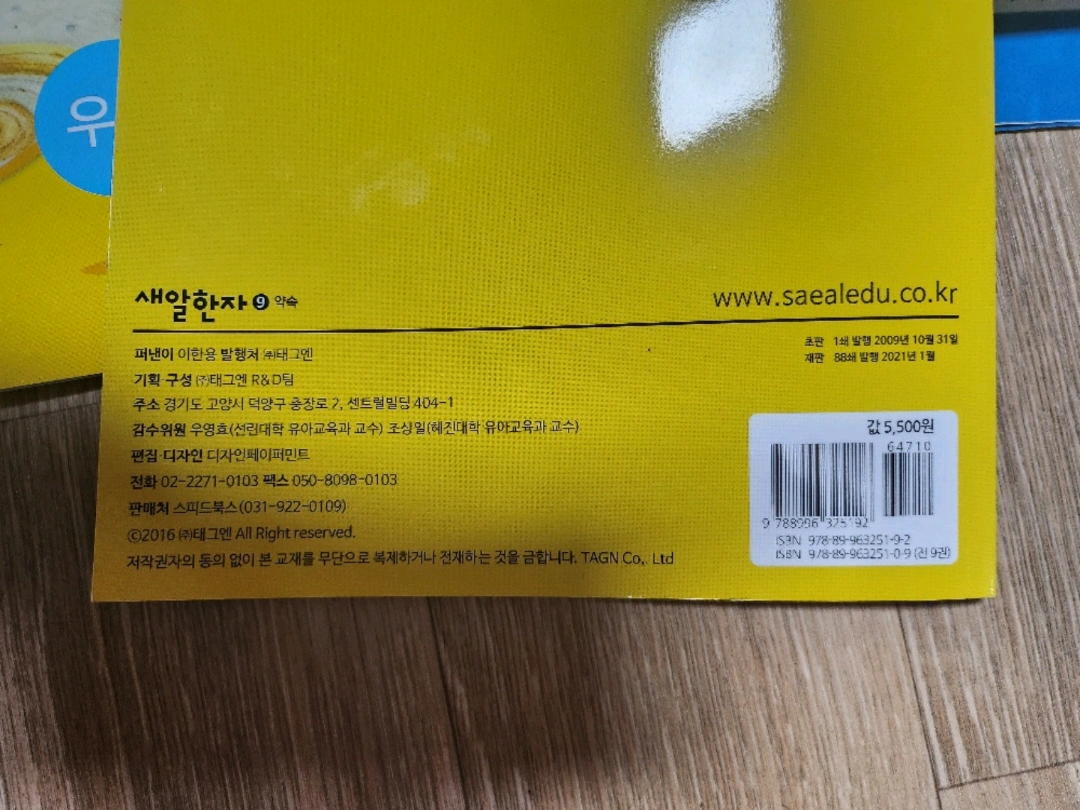 우
새알한자 9 약속
www.saealedu.co.kr
펴낸이 이한용 발행처 ㈜태그엔
초판 1쇄 발행 2009년 10월 31일
재판 88쇄 발행 2021년 1월
기획·구성 ㈜태그엔 R&D팀
주소 경기도 고양시 덕양구 충장로 2, 센트럴빌딩 404-1
감수위원 우영효(선린대학 유아교육과 교수) 조상일(혜진대학 유아교육과 교수)
편집·디자인 디자인페이퍼민트
전화 02-2271-0103 팩스 050-8098-0103
판매처 스피드북스(031-922-0109)
©2016 ㈜태그엔 All Right reserved.
저작권자의 동의 없이 본 교재를 무단으로 복제하거나 전재하는 것을 금합니다. TAGN Co,. Ltd
값 5,500원
64710
9 788996 325192
ISBN 978-89-963251-9-2
ISBN 978-89-963251-0-9 (전 9권)